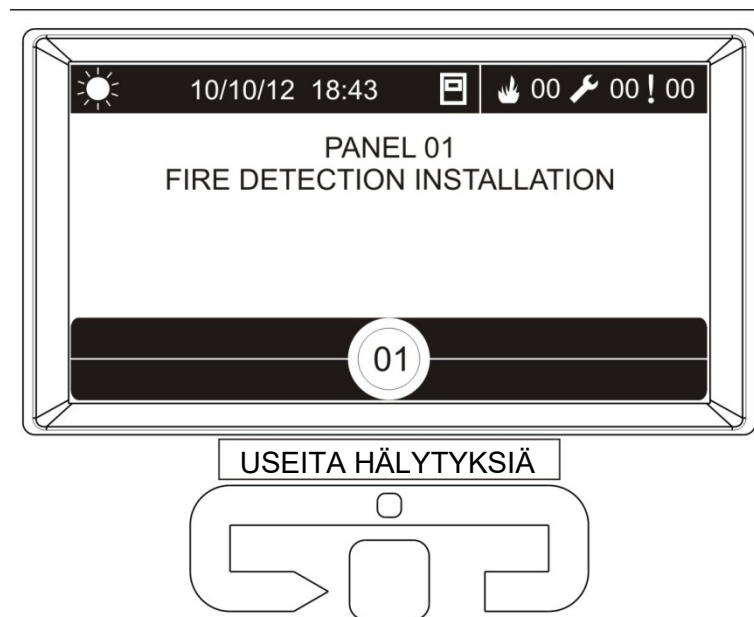 10/10/12 18:43 00 00 ! 00
PANEL 01
FIRE DETECTION INSTALLATION
01
USEITA HÄLYTYKSIÄ